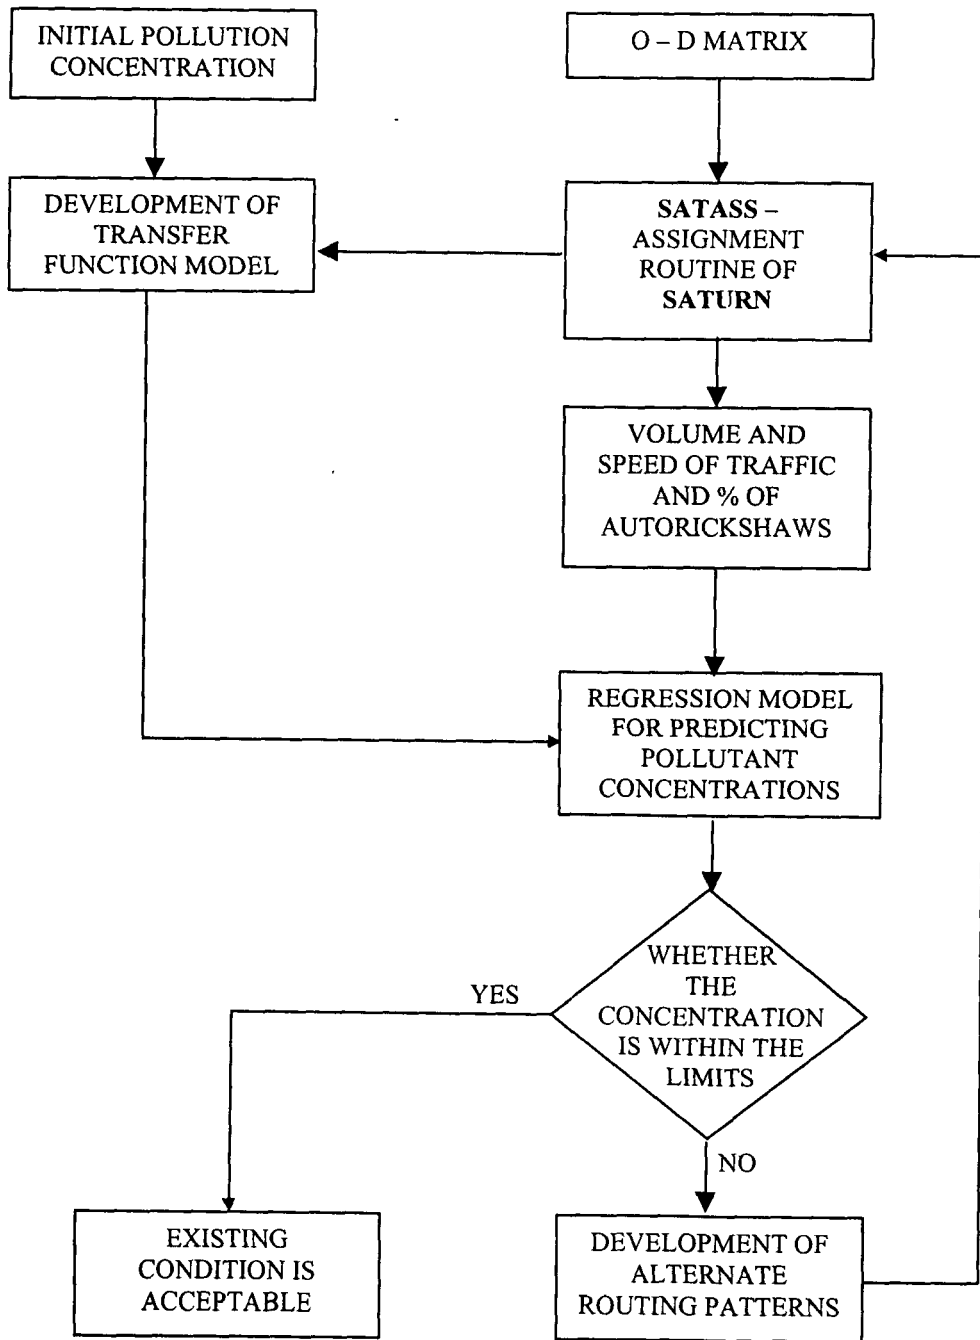 INITIAL POLLUTION
CONCENTRATION
O – D MATRIX
DEVELOPMENT OF
TRANSFER
FUNCTION MODEL
SATASS –
ASSIGNMENT
ROUTINE OF
SATURN
VOLUME AND
SPEED OF TRAFFIC
AND % OF
AUTORICKSHAWS
REGRESSION MODEL
FOR PREDICTING
POLLUTANT
CONCENTRATIONS
WHETHER
THE
CONCENTRATION
IS WITHIN THE
LIMITS
YES
NO
EXISTING
CONDITION IS
ACCEPTABLE
DEVELOPMENT OF
ALTERNATE
ROUTING PATTERNS